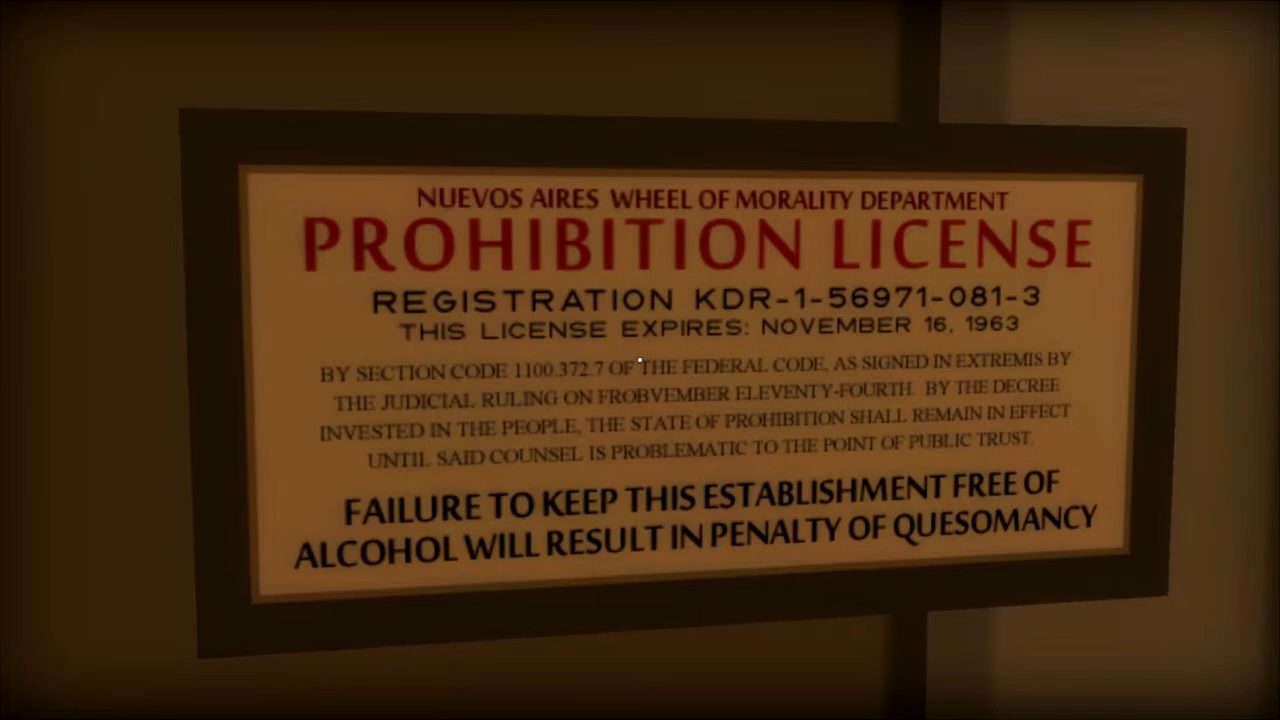 NUEVOS AIRES WHEEL OF MORALITY DEPARTMENT
PROHIBITION LICENSE
REGISTRATION KDR-1-56971-081-3
THIS LICENSE EXPIRES: NOVEMBER 16, 1963
BY SECTION CODE 1100.372.7 OF THE FEDERAL CODE, AS SIGNED IN EXTREMIS BY
THE JUDICIAL RULING ON FROBVEMBER ELEVENTY-FOURTH. BY THE DECREE
INVESTED IN THE PEOPLE, THE STATE OF PROHIBITION SHALL REMAIN IN EFFECT
UNTIL SAID COUNSEL IS PROBLEMATIC TO THE POINT OF PUBLIC TRUST.
FAILURE TO KEEP THIS ESTABLISHMENT FREE OF
ALCOHOL WILL RESULT IN PENALTY OF QUESOMANCY